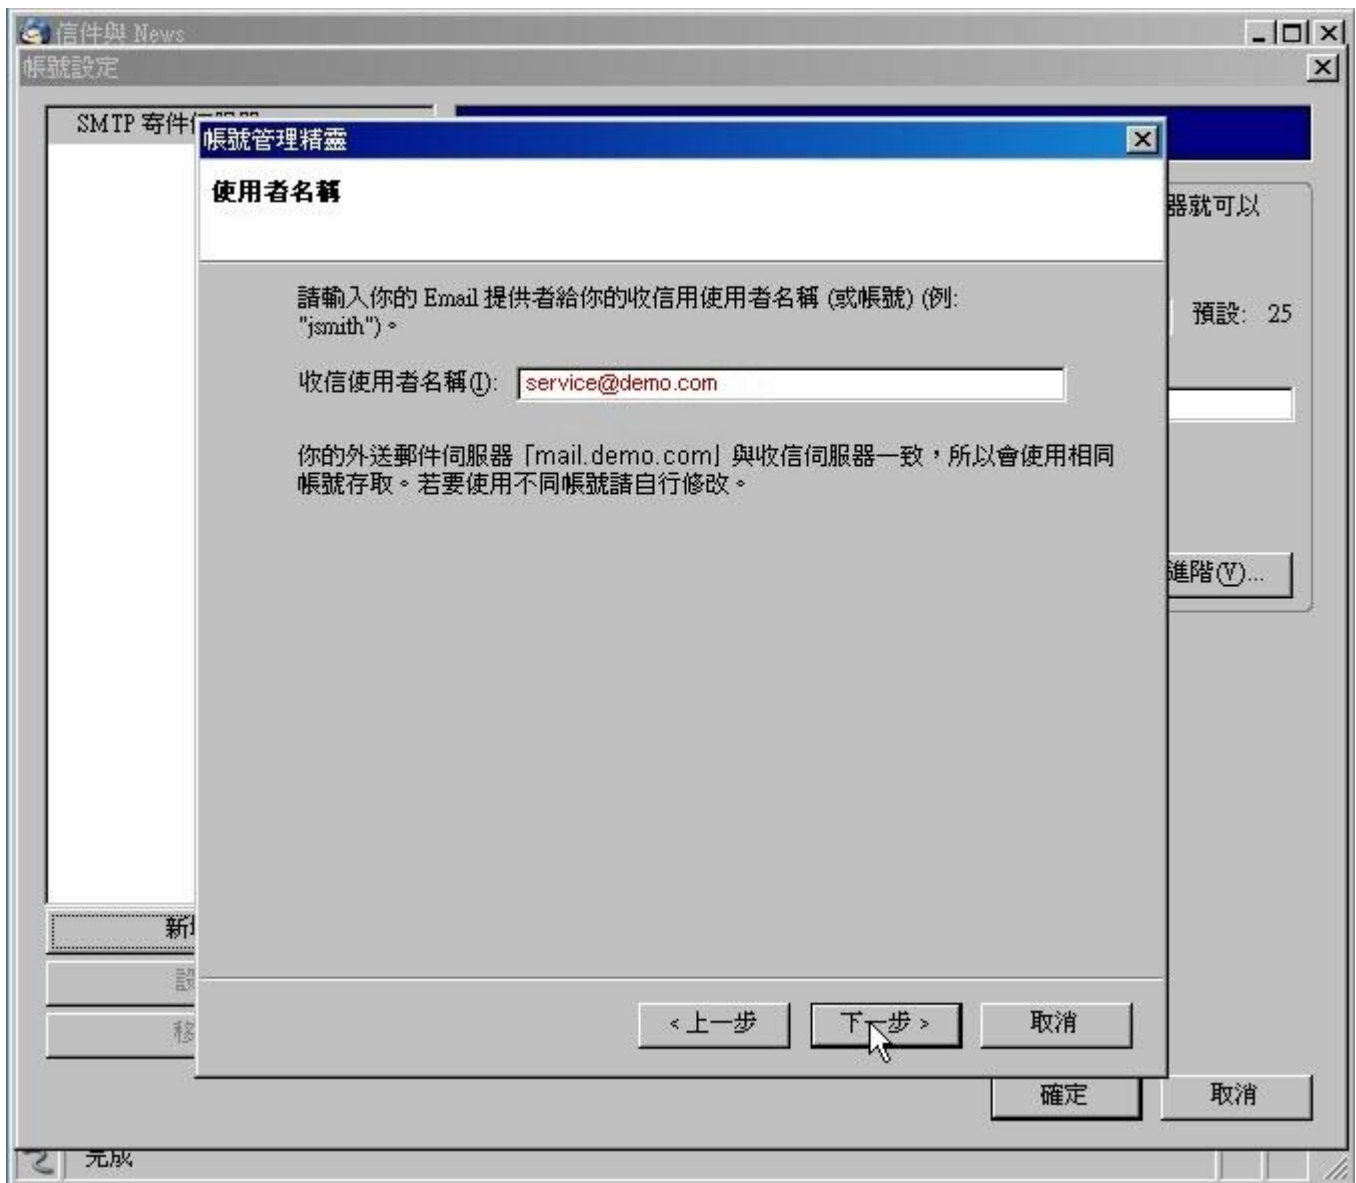 信件與 News
帳號設定
SMTP 寄件
帳號管理精靈
使用者名稱
器就可以
請輸入你的 Email 提供者給你的收信用使用者名稱 (或帳號) (例:
"jsmith")。
預設: 25
收信使用者名稱(I): service@demo.com
你的外送郵件伺服器「mail.demo.com」與收信伺服器一致，所以會使用相同
帳號存取。若要使用不同帳號請自行修改。
進階(V)...
新
設
移
<上一步 下一步> 取消
確定 取消
完成